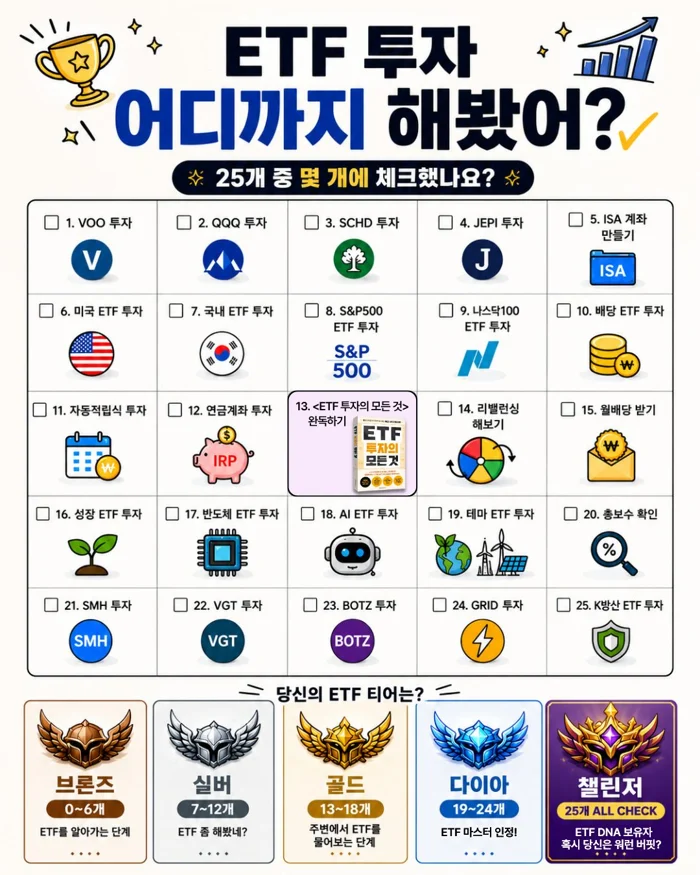 ETF 투자
어디까지 해봤어?
25개 중 몇 개에 체크했나요?
1. VOO 투자
V
2. QQQ 투자
3. SCHD 투자
4. JEPI 투자
J
5. ISA 계좌
만들기
ISA
6. 미국 ETF 투자
7. 국내 ETF 투자
8. S&P500
ETF 투자
S&P
500
9. 나스닥100
ETF 투자
10. 배당 ETF 투자
₩
11. 자동적립식 투자
₩
12. 연금계좌 투자
$
IRP
13. <ETF 투자의 모든 것>
완독하기
ETF
투자의
모든 것
14. 리밸런싱
해보기
15. 월배당 받기
₩
16. 성장 ETF 투자
17. 반도체 ETF 투자
18. AI ETF 투자
19. 테마 ETF 투자
20. 총보수 확인
%
21. SMH 투자
SMH
22. VGT 투자
VGT
23. BOTZ 투자
BOTZ
24. GRID 투자
25. K방산 ETF 투자
당신의 ETF 티어는?
브론즈
0~6개
ETF를 알아가는 단계
실버
7~12개
ETF 좀 해봤네?
골드
13~18개
주변에서 ETF를
물어보는 단계
다이아
19~24개
ETF 마스터 인정!
챌린저
25개 ALL CHECK
ETF DNA 보유자
혹시 당신은 워런 버핏?